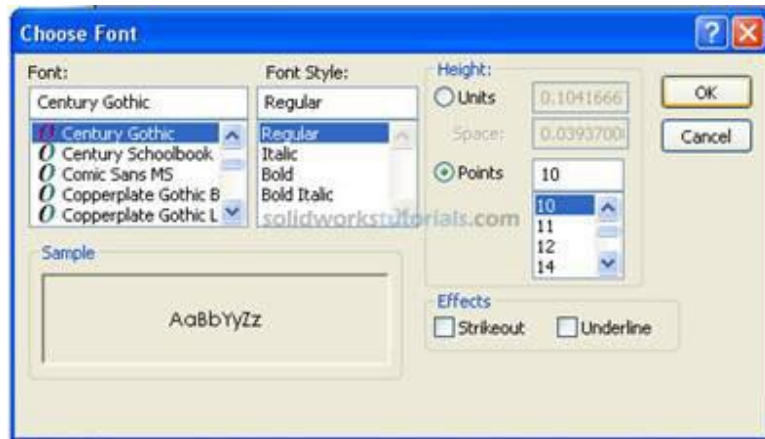 Choose Font
Font:
Century Gothic
Century Gothic
Century Schoolbook
Comic Sans MS
Copperplate Gothic B
Copperplate Gothic L
Font Style:
Regular
Regular
Italic
Bold
Bold Italic
Height:
Units
0.1041666
Space:
0.0393700
Points
10
10
11
12
14
OK
Cancel
solidworkstutorials.com
Sample
AaBbYyZz
Effects
Strikeout
Underline